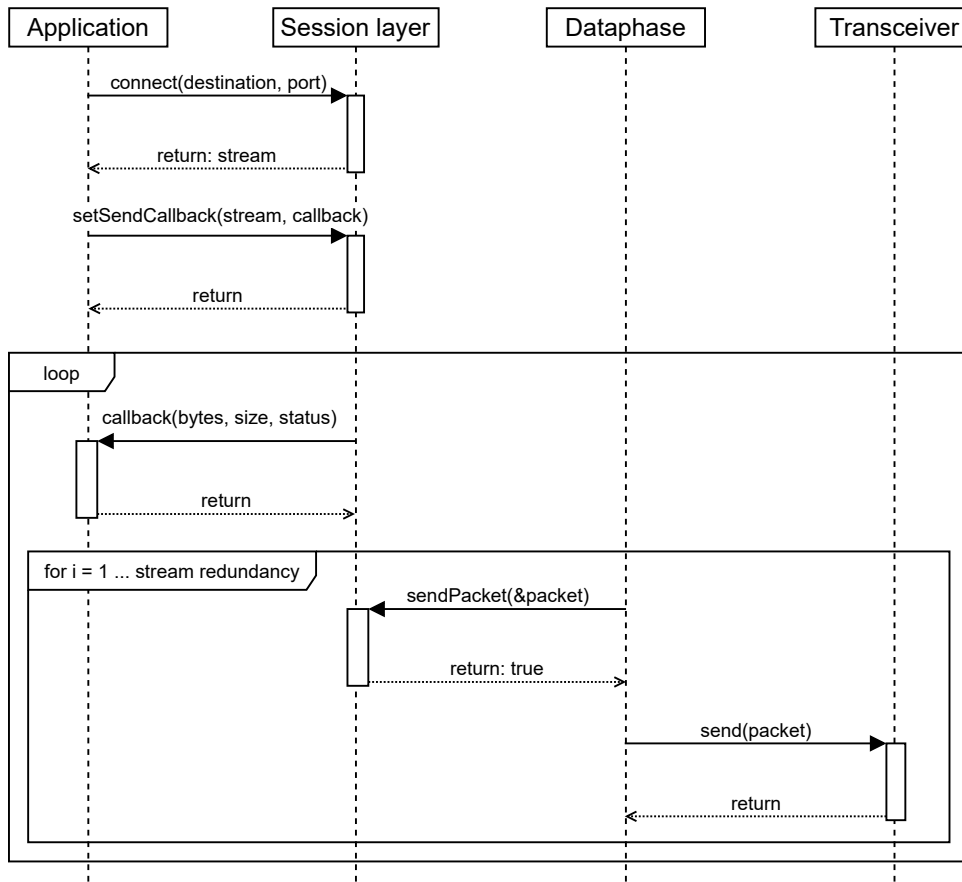 Application
Session layer
Dataphase
Transceiver
connect(destination, port)
return: stream
setSendCallback(stream, callback)
return
loop
callback(bytes, size, status)
return
for i = 1 ... stream redundancy
sendPacket(&packet)
return: true
send(packet)
return